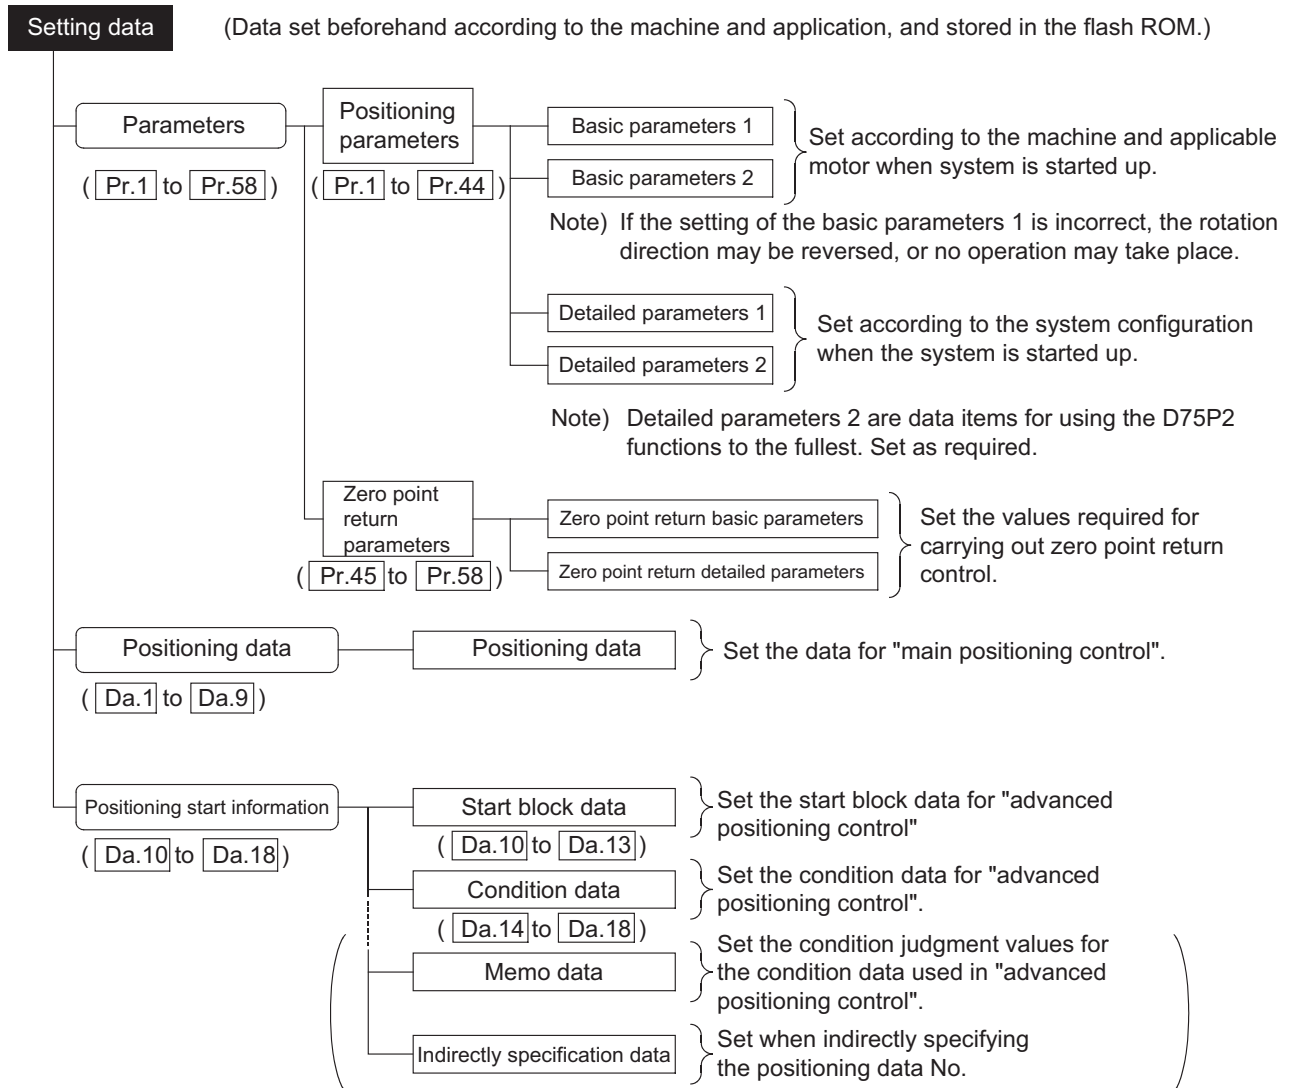 Setting data
(Data set beforehand according to the machine and application, and stored in the flash ROM.)
Parameters
( Pr.1 to Pr.58 )
Positioning
parameters
( Pr.1 to Pr.44 )
Basic parameters 1
Basic parameters 2
Set according to the machine and applicable
motor when system is started up.
Note) If the setting of the basic parameters 1 is incorrect, the rotation
direction may be reversed, or no operation may take place.
Detailed parameters 1
Detailed parameters 2
Set according to the system configuration
when the system is started up.
Note) Detailed parameters 2 are data items for using the D75P2
functions to the fullest. Set as required.
Zero point
return
parameters
( Pr.45 to Pr.58 )
Zero point return basic parameters
Zero point return detailed parameters
Set the values required for
carrying out zero point return
control.
Positioning data
( Da.1 to Da.9 )
Positioning data
Set the data for "main positioning control".
Positioning start information
( Da.10 to Da.18 )
Start block data
( Da.10 to Da.13 )
Set the start block data for "advanced
positioning control"
Condition data
( Da.14 to Da.18 )
Set the condition data for "advanced
positioning control".
Memo data
Set the condition judgment values for
the condition data used in "advanced
positioning control".
Indirectly specification data
Set when indirectly specifying
the positioning data No.